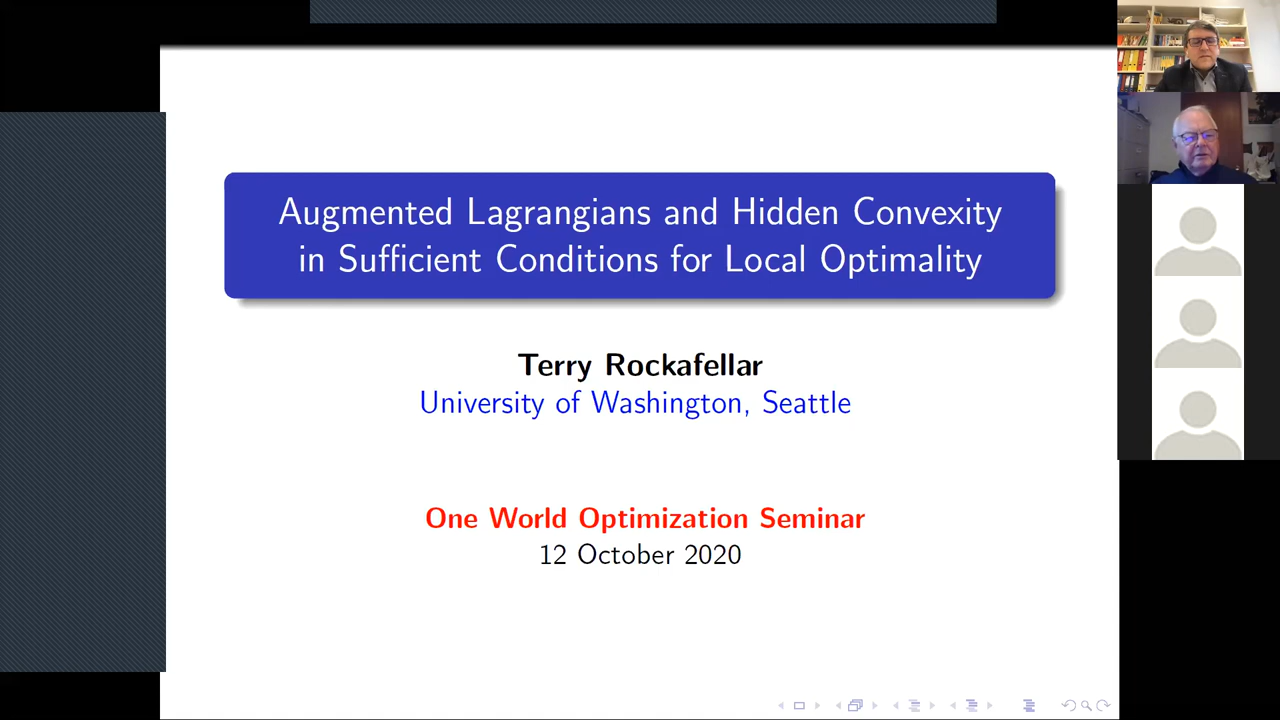 Augmented Lagrangians and Hidden Convexity
in Sufficient Conditions for Local Optimality
Terry Rockafellar
University of Washington, Seattle
One World Optimization Seminar
12 October 2020